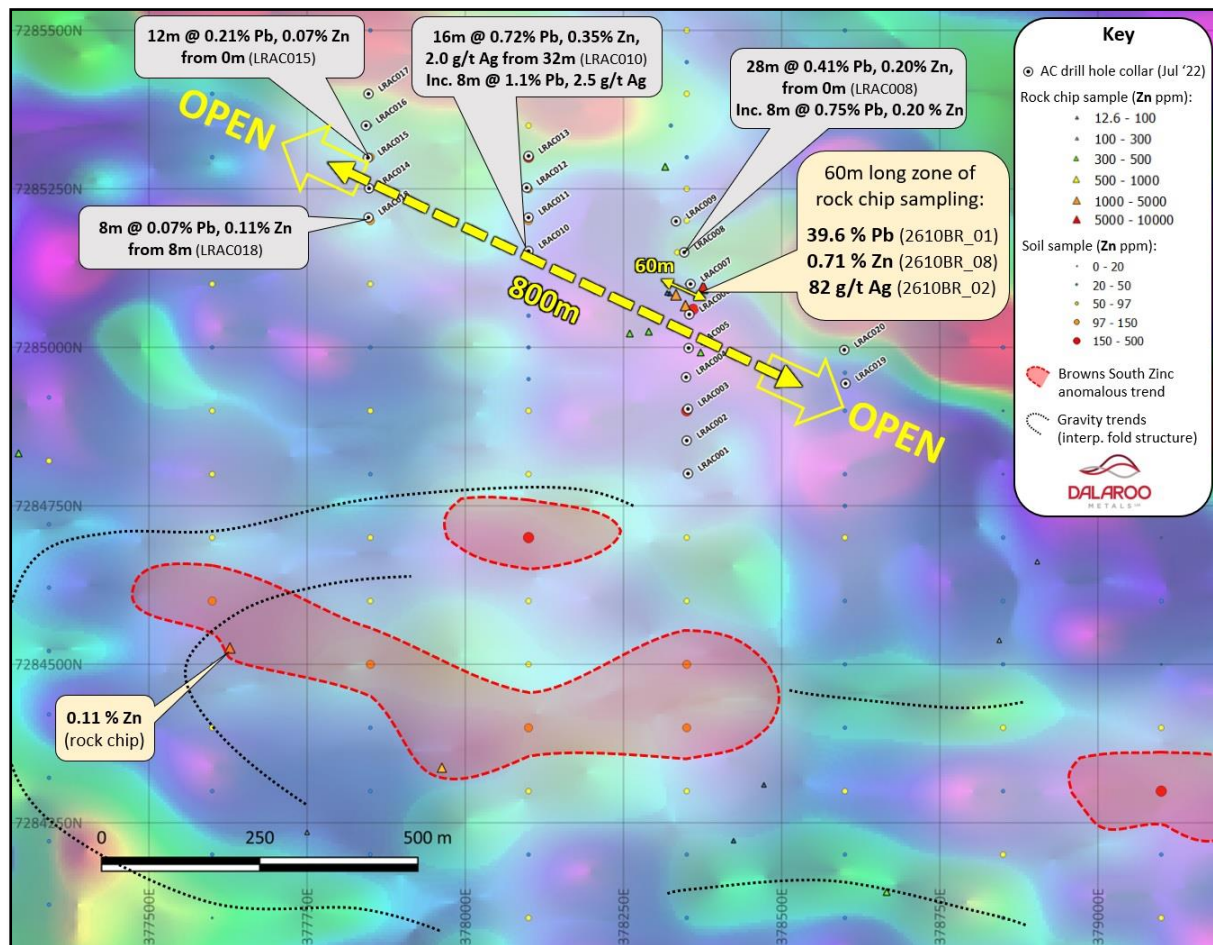 12m @ 0.21% Pb, 0.07% Zn
from 0m (LRAC015)
16m @ 0.72% Pb, 0.35% Zn,
2.0 g/t Ag from 32m (LRAC010)
Inc. 8m @ 1.1% Pb, 2.5 g/t Ag
28m @ 0.41% Pb, 0.20% Zn,
from 0m (LRAC008)
Inc. 8m @ 0.75% Pb, 0.20 % Zn
60m long zone of
rock chip sampling:
39.6 % Pb (2610BR_01)
0.71 % Zn (2610BR_08)
82 g/t Ag (2610BR_02)
8m @ 0.07% Pb, 0.11% Zn
from 8m (LRAC018)
0.11 % Zn
(rock chip)
OPEN
800m
60m
OPEN
LRAC017
LRAC016
LRAC015
LRAC014
LRAC013
LRAC012
LRAC011
LRAC010
LRAC009
LRAC008
LRAC007
LRAC005
LRAC003
LRAC002
LRAC001
LRAC020
LRAC019
7285500N
7285250N
7285000N
7284750N
7284500N
7284250N
377500E
377750E
378000E
378250E
378500E
378750E
379000E
0 250 500 m
Key
AC drill hole collar (Jul ‘22)
Rock chip sample (Zn ppm):
12.6 - 100
100 - 300
300 - 500
500 - 1000
1000 - 5000
5000 - 10000
Soil sample (Zn ppm):
0 - 20
20 - 50
50 - 97
97 - 150
150 - 500
Browns South Zinc
anomalous trend
Gravity trends
(interp. fold structure)
DALAROO
METALS